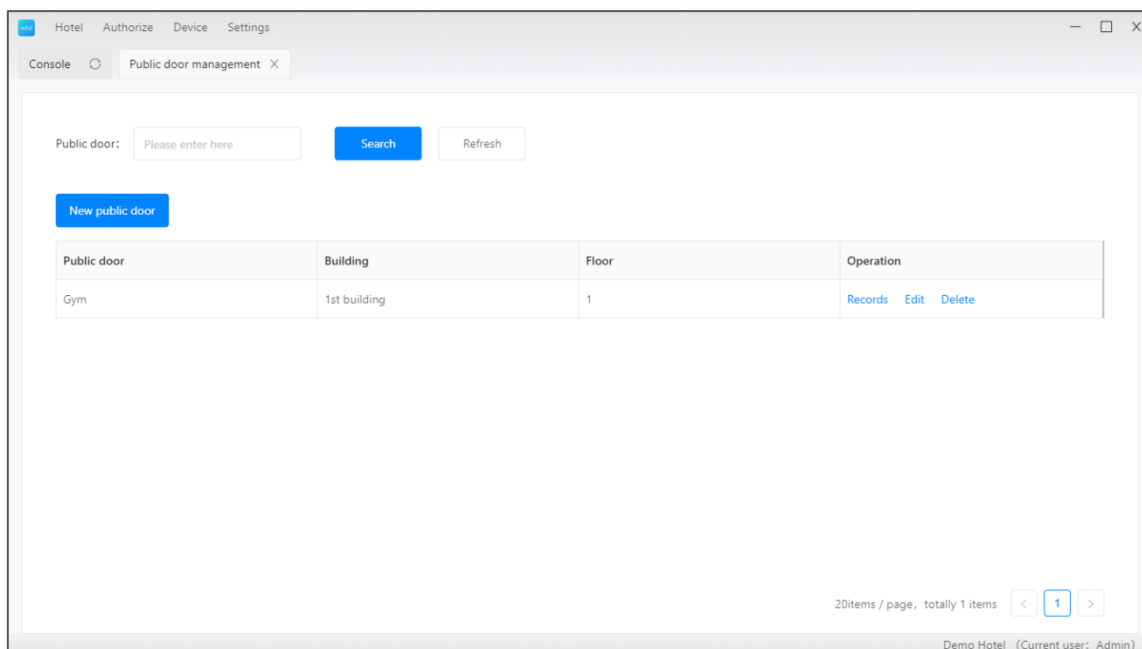 Hotel Authorize Device Settings
Console Public door management
Public door: Please enter here Search Refresh
New public door
Public door Building Floor Operation
Gym 1st building 1 Records Edit Delete
20items / page, totally 1 items < 1 >
Demo Hotel (Current user: Admin)